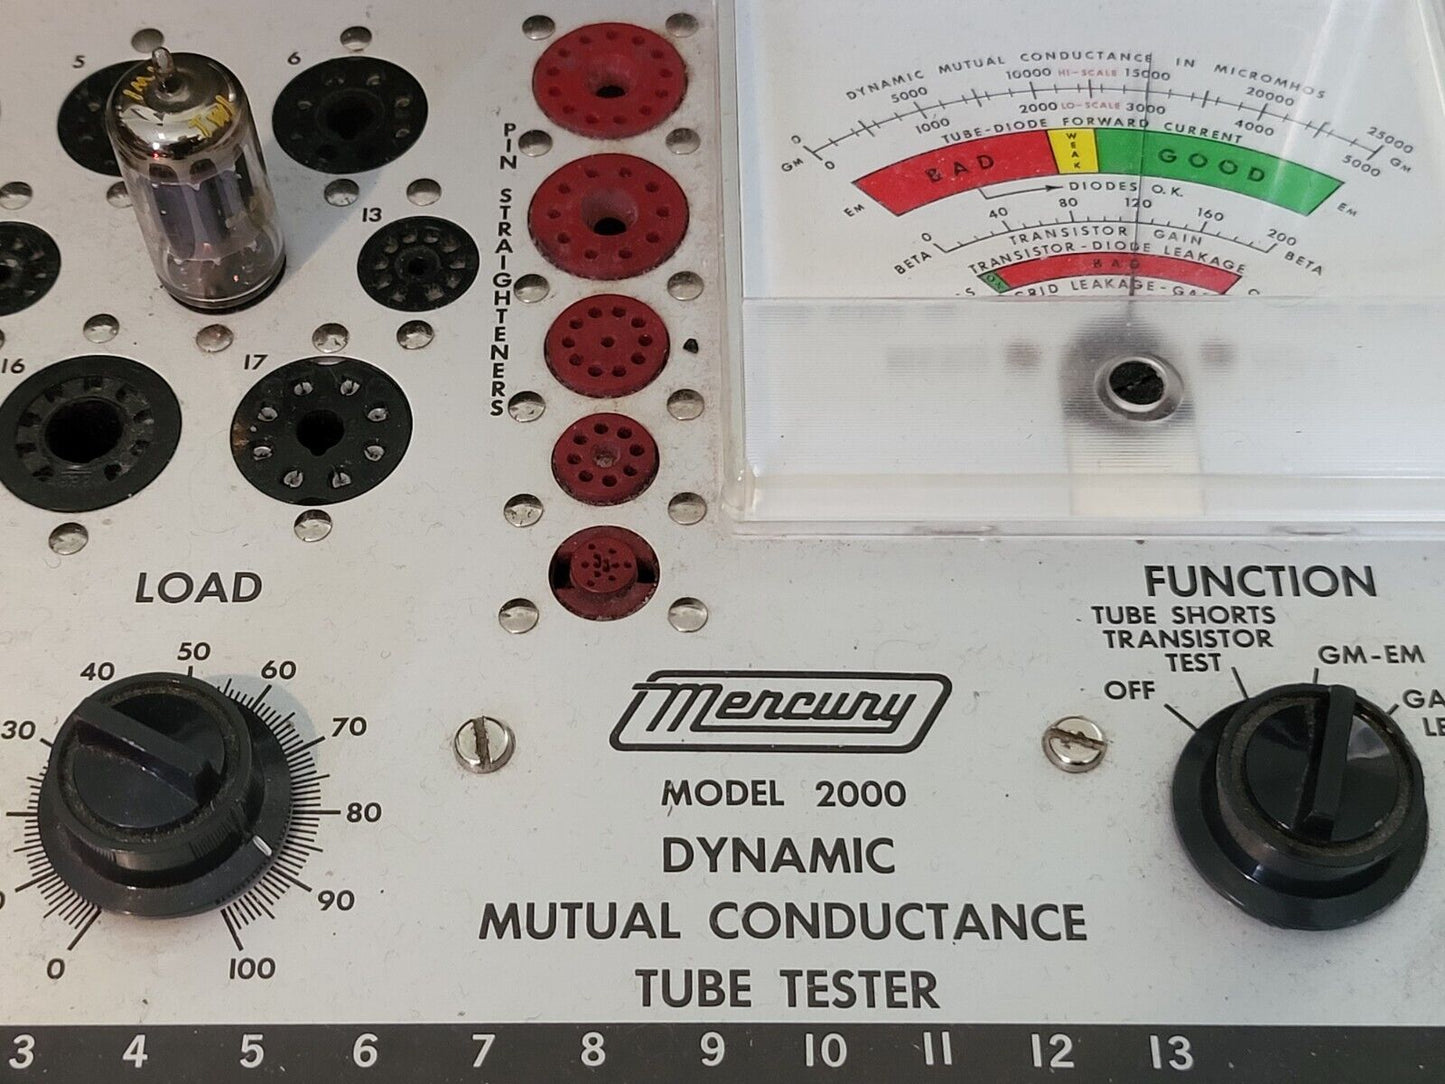 5
6
13
16
17
PIN STRAIGHTENERS
DYNAMIC MUTUAL CONDUCTANCE IN MICROMHOS
0 5000 10000 HI-SCALE 15000 20000 25000
GM 0 1000 2000 LO-SCALE 3000 4000 5000 GM
TUBE-DIODE FORWARD CURRENT
BAD WEAK GOOD
EM DIODES O.K. EM
0 40 80 120 160 200
BETA TRANSISTOR GAIN BETA
TRANSISTOR-DIODE LEAKAGE
BAD
GRID LEAKAGE-GA
LOAD
0 30 40 50 60 70 80 90 100
Mercury
MODEL 2000
DYNAMIC
MUTUAL CONDUCTANCE
TUBE TESTER
FUNCTION
TUBE SHORTS
TRANSISTOR
TEST
OFF
GM-EM
GA
LE
3 4 5 6 7 8 9 10 11 12 13